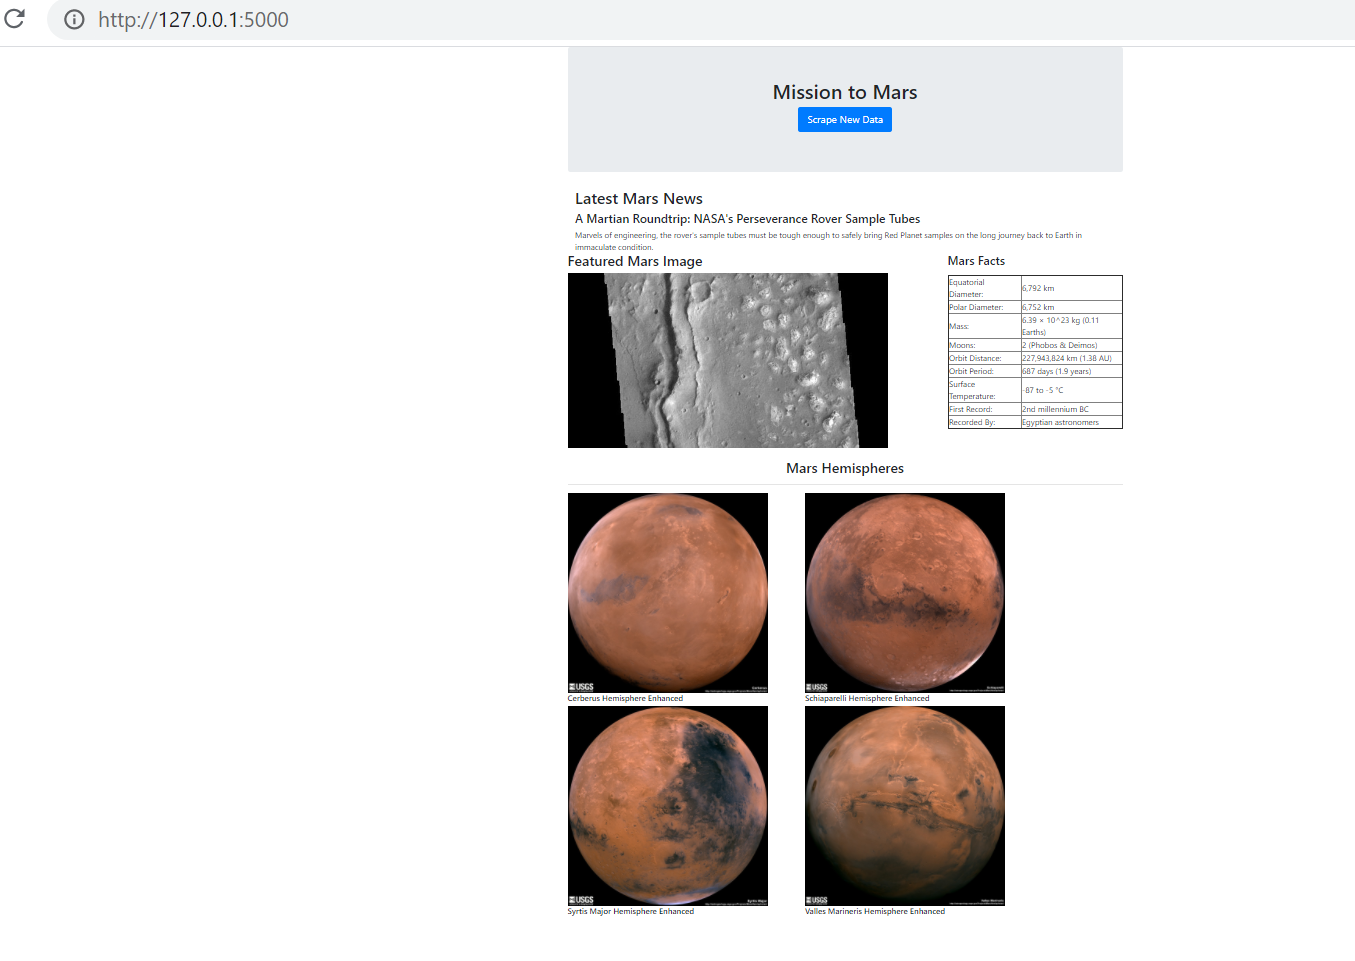 http://127.0.0.1:5000
Mission to Mars
Scrape New Data
Latest Mars News
A Martian Roundtrip: NASA's Perseverance Rover Sample Tubes
Marvels of engineering, the rover's sample tubes must be tough enough to safely bring Red Planet samples on the long journey back to Earth in
immaculate condition.
Featured Mars Image
Mars Facts
Equatorial
Diameter:
6,792 km
Polar Diameter:
6,752 km
Mass:
6.39 × 10^23 kg (0.11
Earths)
Moons:
2 (Phobos & Deimos)
Orbit Distance:
227,943,824 km (1.38 AU)
Orbit Period:
687 days (1.9 years)
Surface
Temperature:
-87 to -5 °C
First Record:
2nd millennium BC
Recorded By:
Egyptian astronomers
Mars Hemispheres
USGS
Cerberus Hemisphere Enhanced
USGS
Schiaparelli Hemisphere Enhanced
USGS
Syrtis Major Hemisphere Enhanced
USGS
Valles Marineris Hemisphere Enhanced